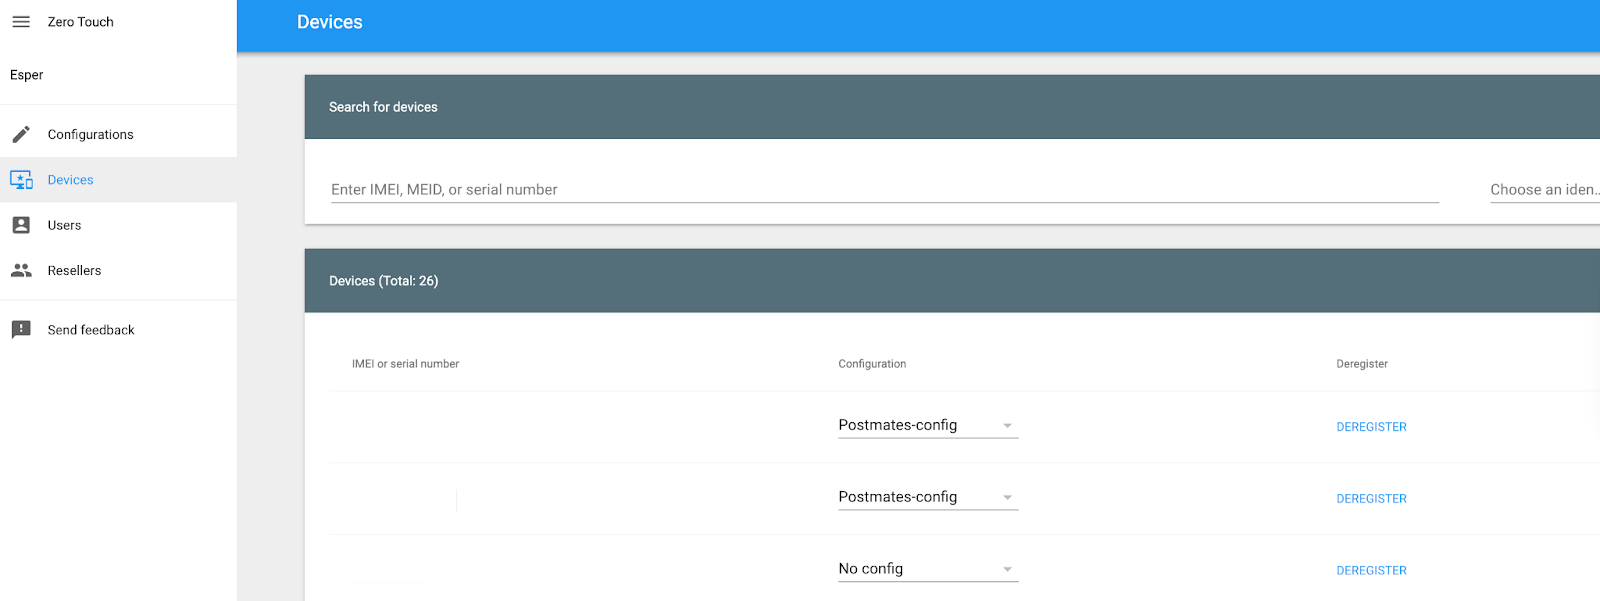 Zero Touch
Devices
Esper
Configurations
Devices
Users
Resellers
Send feedback
Search for devices
Enter IMEI, MEID, or serial number
Choose an iden...
Devices (Total: 26)
IMEI or serial number Configuration Deregister
Postmates-config DEREGISTER
Postmates-config DEREGISTER
No config DEREGISTER